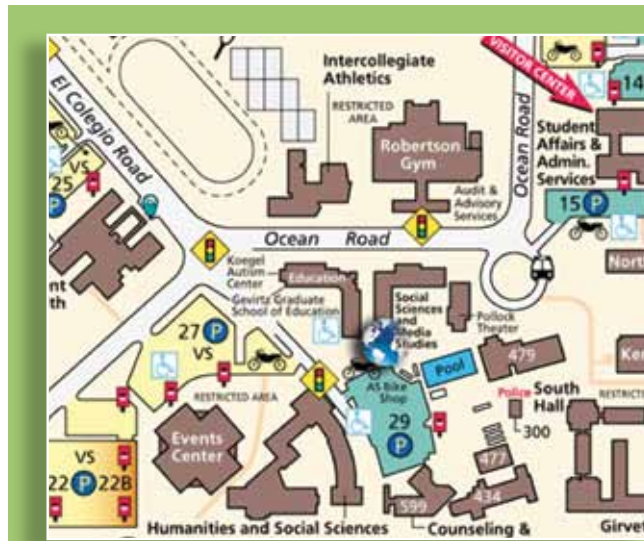 El Colegio Road
Intercollegiate
Athletics
RESTRICTED
AREA
Robertson
Gym
Audit &
Advisory
Services
VISITOR CENTER
14
Ocean Road
Student
Affairs &
Admin.
Services
15 P
VS
25
P
Ocean Road
Koegel
Autism
Center
Education
Gevirtz Graduate
School of Education
Social
Sciences
and
Media
Studies
Pollock
Theater
North
27 P
VS
AS Bike
Shop
Pool
479
Police
South
Hall
300
RESTRICTED AREA
Events
Center
29
P
VS
22 P 22B
477
434
599
Humanities and Social Sciences
Counseling &